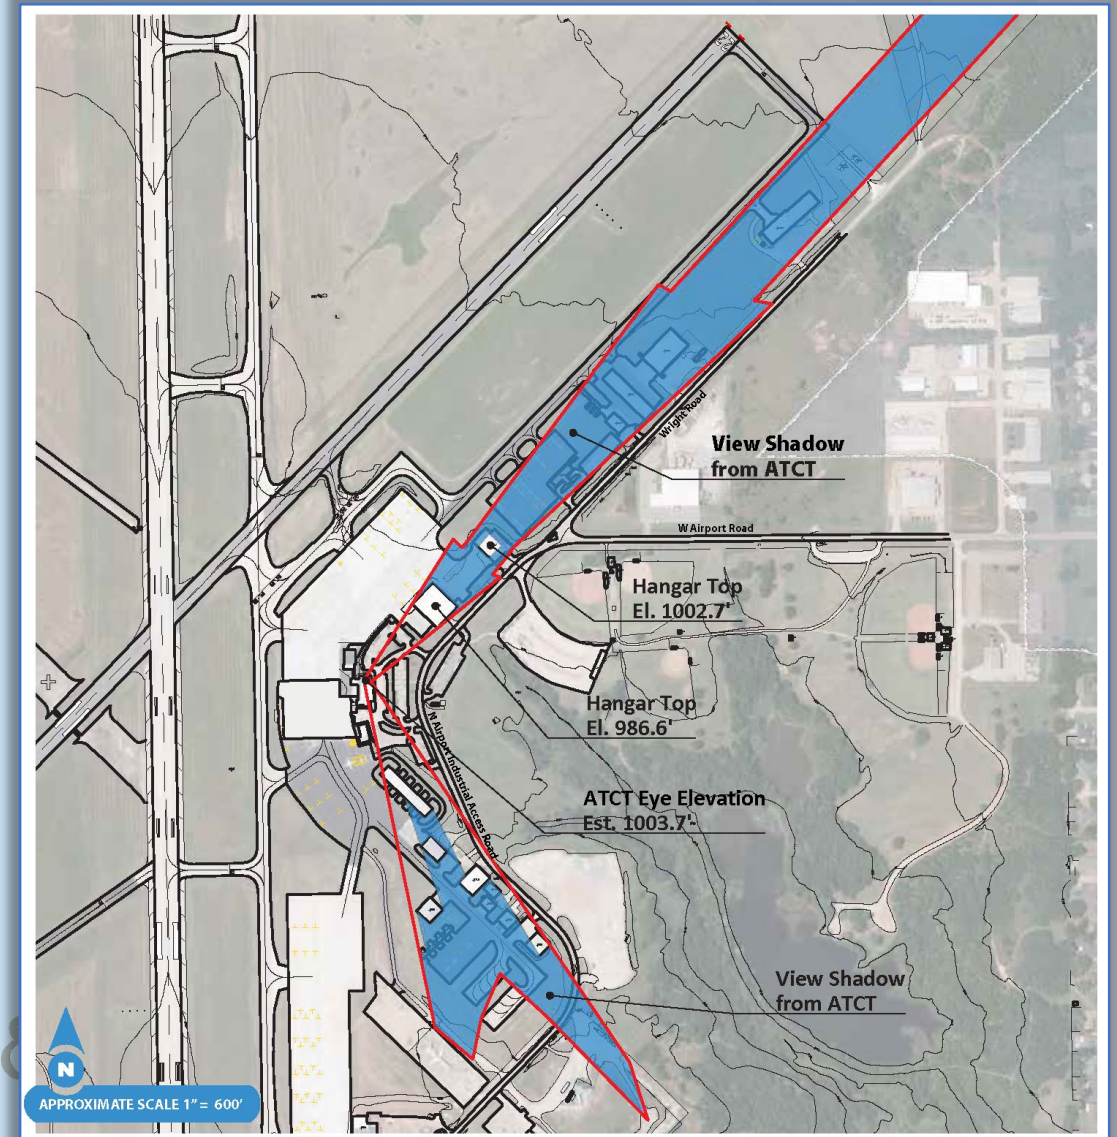 View Shadow
from ATCT
Wright Road
W Airport Road
Hangar Top
El. 1002.7'
Hangar Top
El. 986.6'
N Airport Industrial Access Road
ATCT Eye Elevation
Est. 1003.7'
View Shadow
from ATCT
N
APPROXIMATE SCALE 1" = 600'